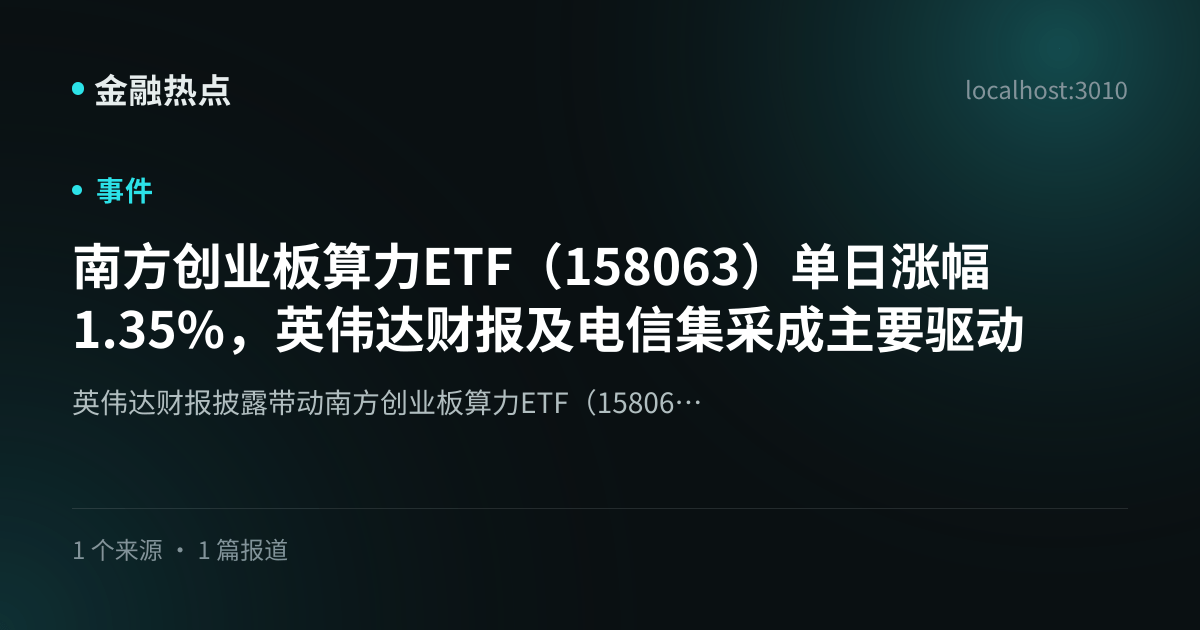 金融热点
localhost:3010
事件
南方创业板算力ETF（158063）单日涨幅
1.35%，英伟达财报及电信集采成主要驱动
英伟达财报披露带动南方创业板算力ETF（15806…
1 个来源 · 1 篇报道